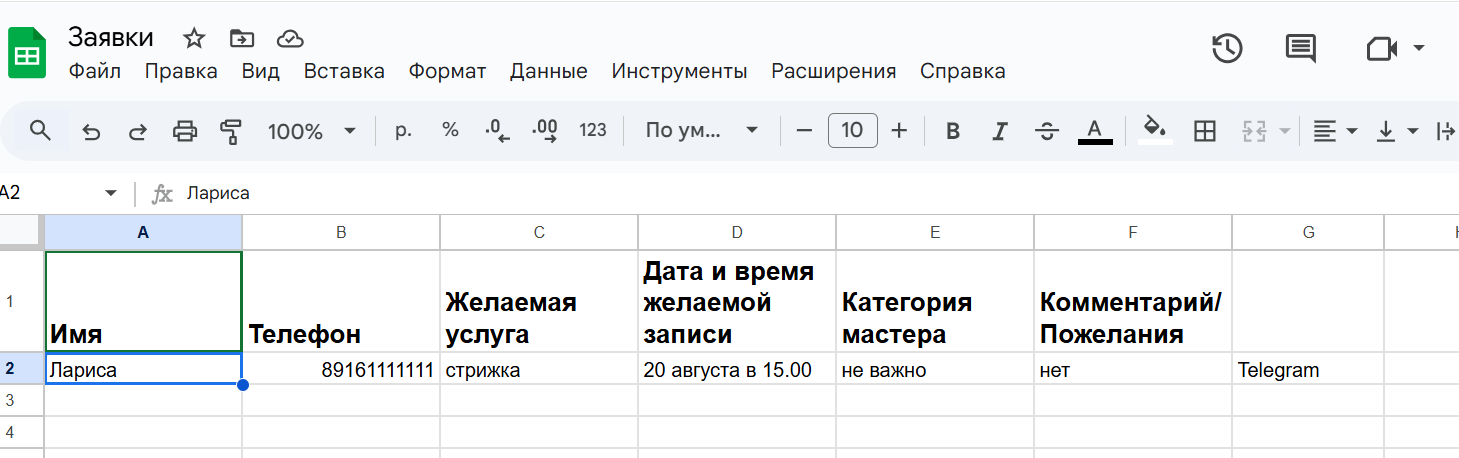 Заявки
Файл Правка Вид Вставка Формат Данные Инструменты Расширения Справка
100% р. % .0 .00 123 По ум... 10 B I A
A2 fx Лариса
A B C D E F G
1 Имя Телефон Желаемая услуга Дата и время желаемой записи Категория мастера Комментарий/Пожелания
2 Лариса 89161111111 стрижка 20 августа в 15.00 не важно нет Telegram
3
4